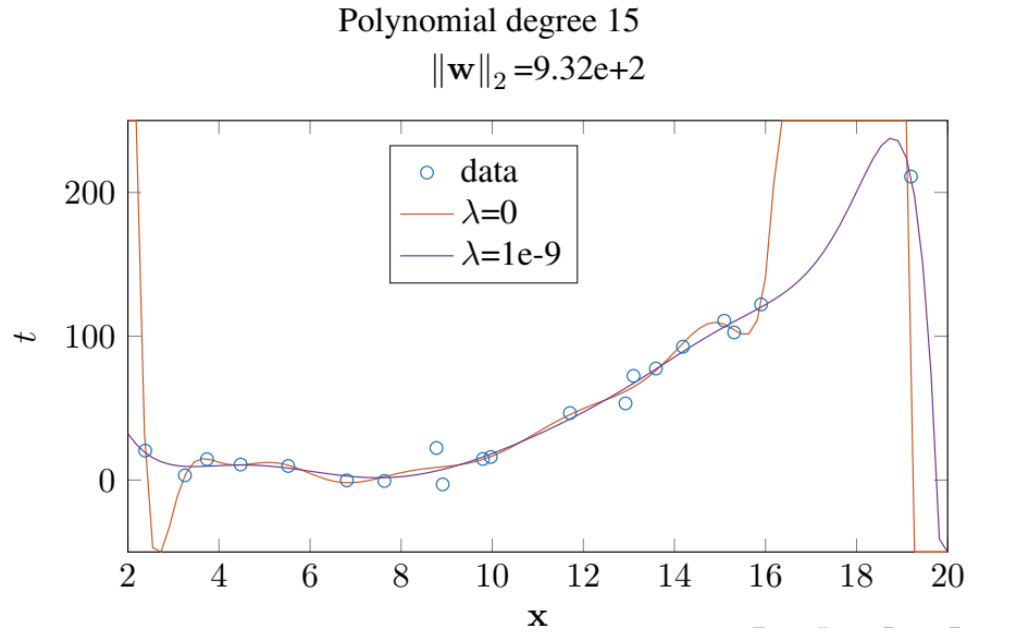 Polynomial degree 15
‖w‖₂=9.32e+2
data
λ=0
λ=1e-9
200
100
0
t
2 4 6 8 10 12 14 16 18 20
x